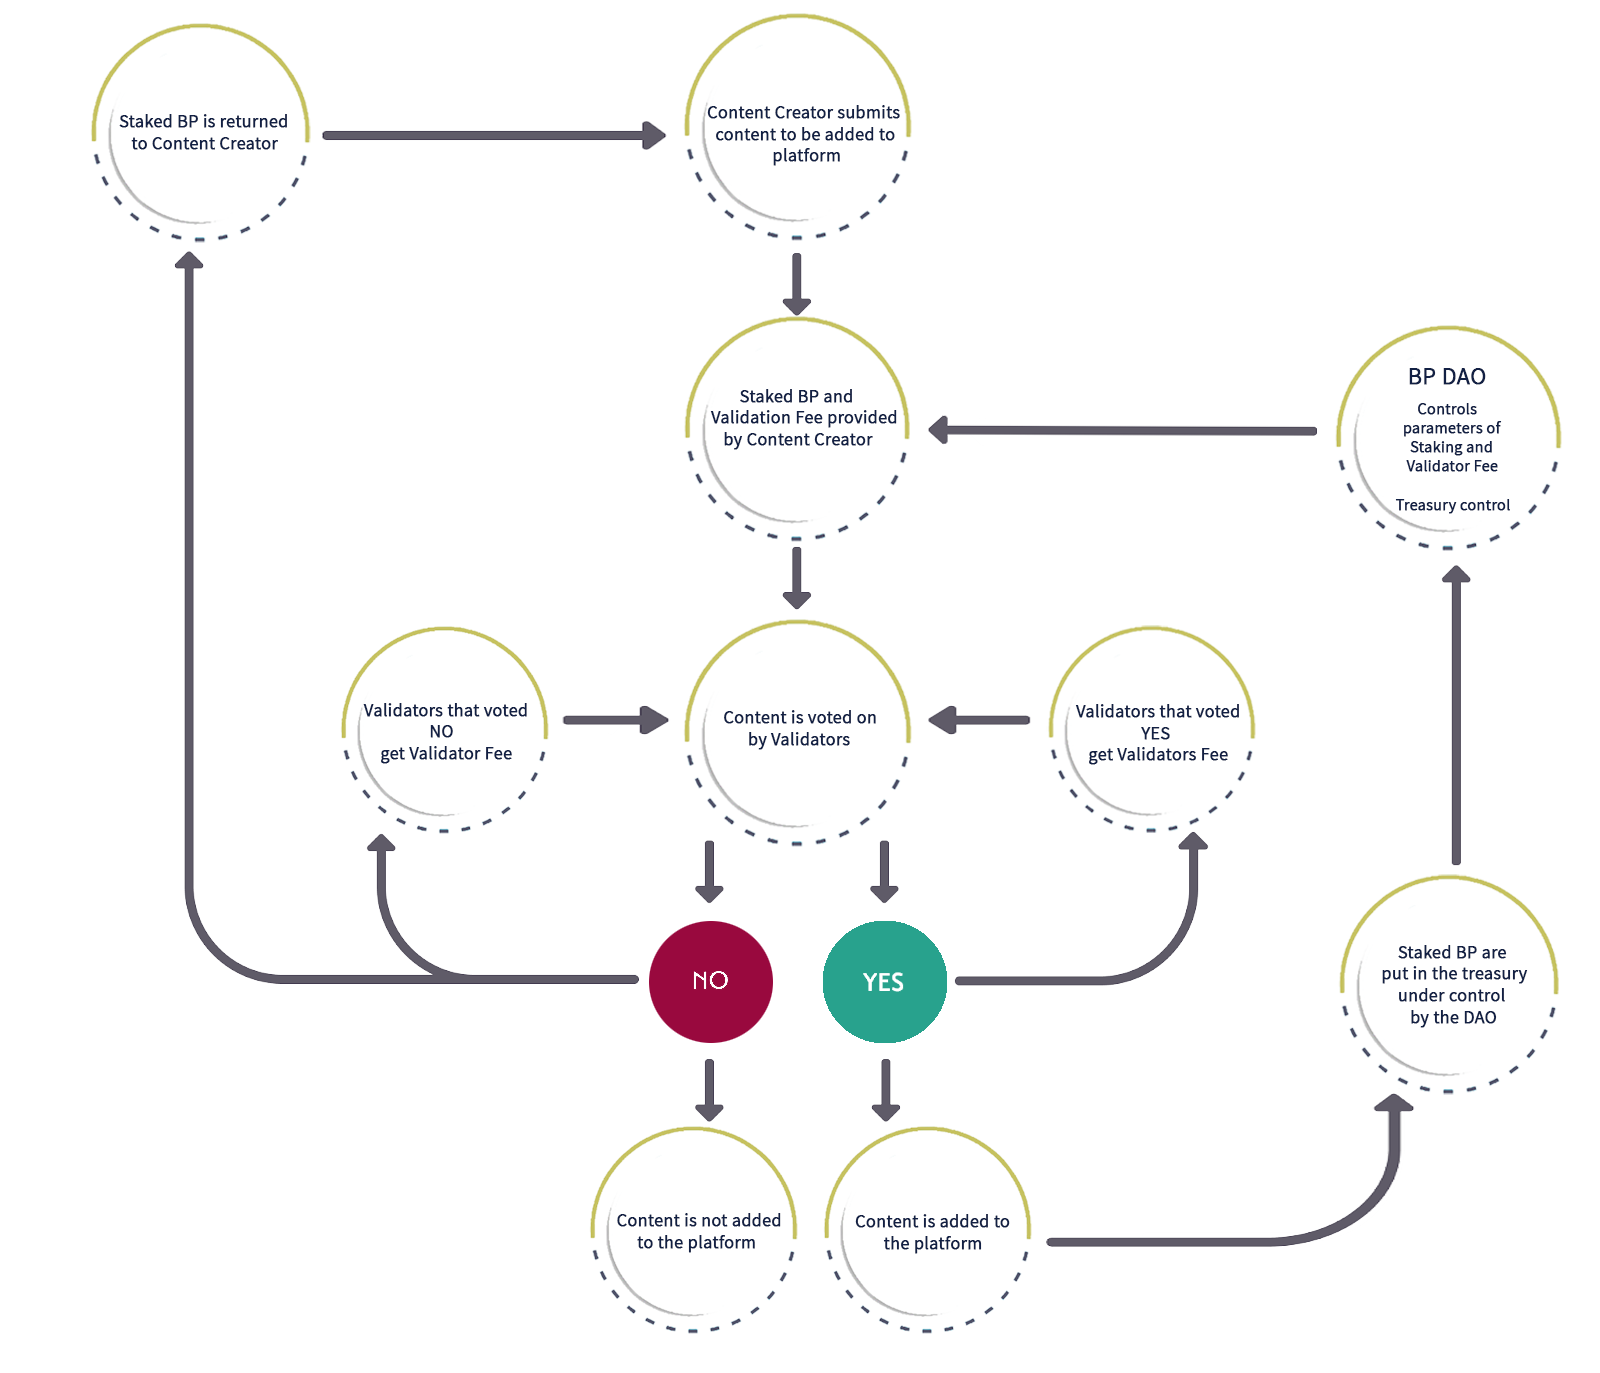 Staked BP is returned
to Content Creator
Content Creator submits
content to be added to
platform
Staked BP and
Validation Fee provided
by Content Creator
BP DAO
Controls
parameters of
Staking and
Validator Fee
Treasury control
Validators that voted
NO
get Validator Fee
Content is voted on
by Validators
Validators that voted
YES
get Validators Fee
NO
YES
Staked BP are
put in the treasury
under control
by the DAO
Content is not added
to the platform
Content is added to
the platform